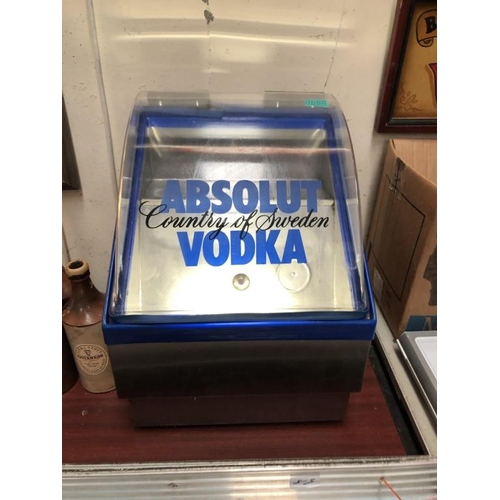 ABSOLUT
Country of Sweden
VODKA